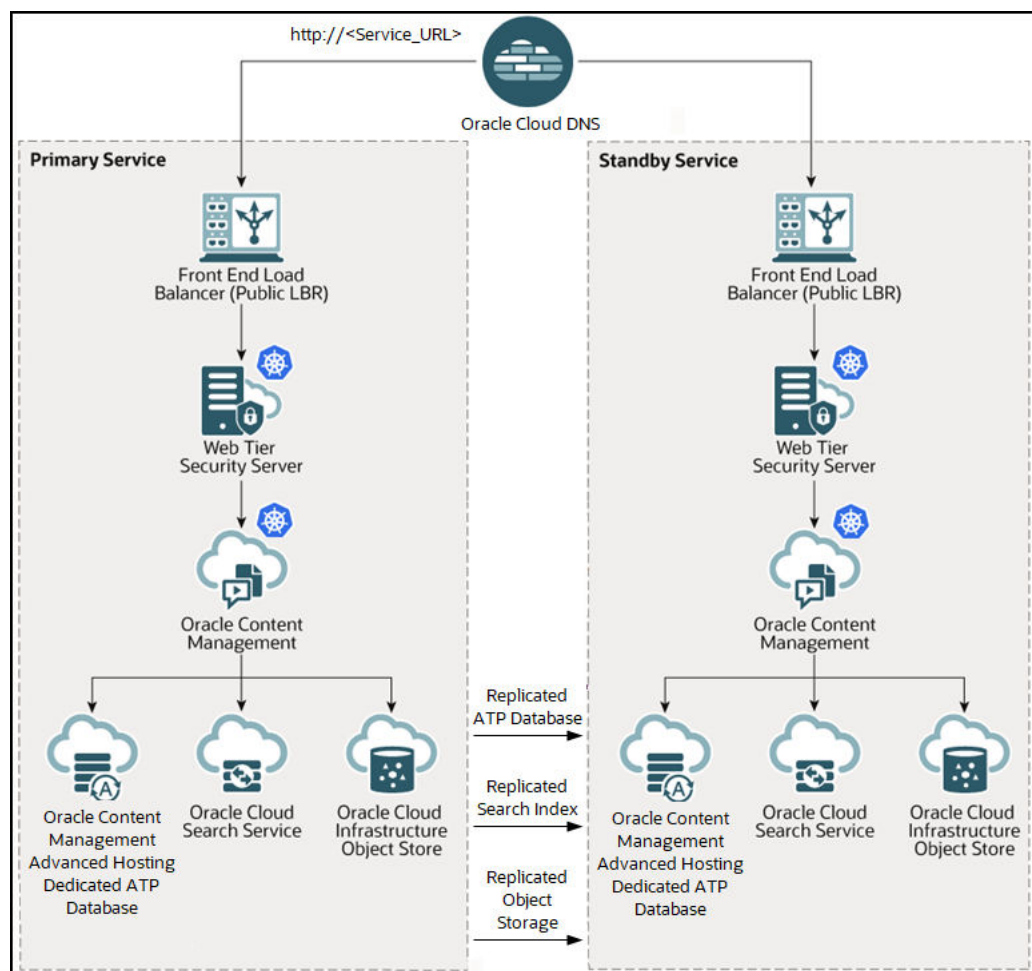 http://<Service_URL>
Oracle Cloud DNS
Primary Service
Front End Load
Balancer (Public LBR)
Web Tier
Security Server
Oracle Content
Management
Oracle Content
Management
Advanced Hosting
Dedicated ATP
Database
A
Oracle Cloud
Search Service
Oracle Cloud
Infrastructure
Object Store
Replicated
ATP Database
Replicated
Search Index
Replicated
Object
Storage
Standby Service
Front End Load
Balancer (Public LBR)
Web Tier
Security Server
Oracle Content
Management
Oracle Content
Management
Advanced Hosting
Dedicated ATP
Database
A
Oracle Cloud
Search Service
Oracle Cloud
Infrastructure
Object Store